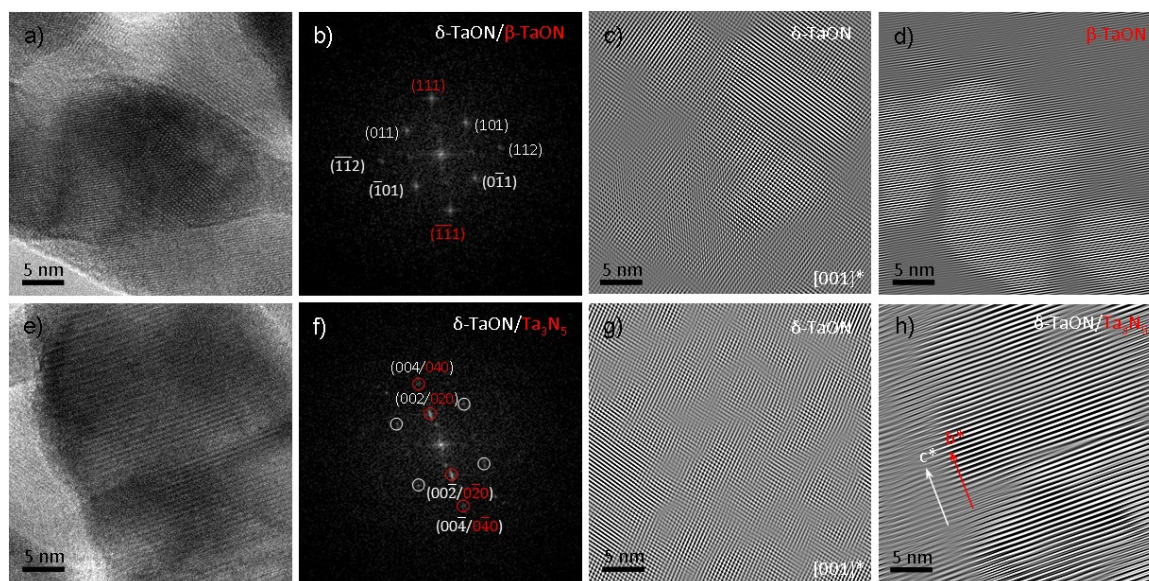 a)
5 nm
b) δ-TaON/β-TaON
(111)
(011)
(101)
(112)
(1̅1̅2)
(1̅01)
(01̅1)
(1̅1̅1)
c) δ-TaON
5 nm
[001]*
d) β-TaON
5 nm
e)
5 nm
f) δ-TaON/Ta₃N₅
(004/040)
(002/020)
(002̅/02̅0)
(004̅/04̅0)
g) δ-TaON
5 nm
[001]*
h) δ-TaON/Ta₃N₅
b*
c*
5 nm